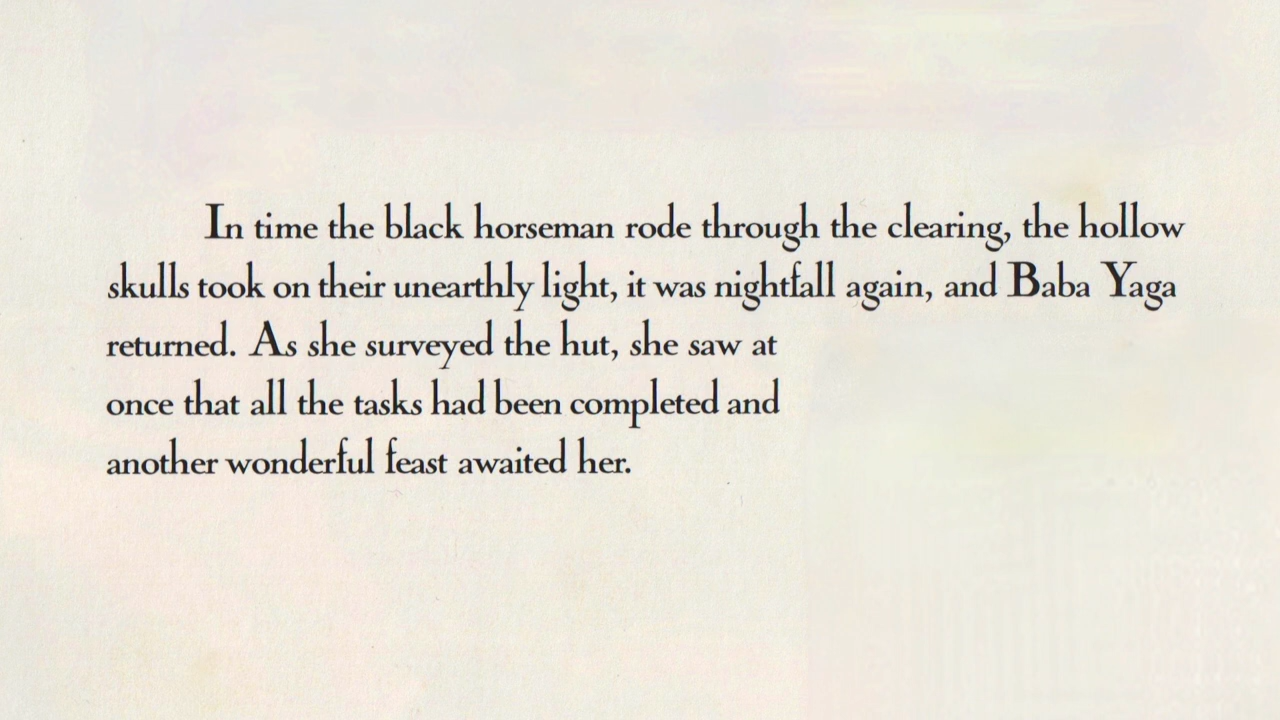 In time the black horseman rode through the clearing, the hollow
skulls took on their unearthly light, it was nightfall again, and Baba Yaga
returned. As she surveyed the hut, she saw at
once that all the tasks had been completed and
another wonderful feast awaited her.